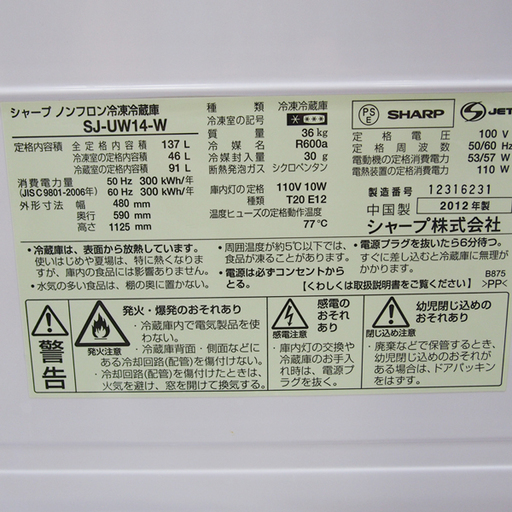 シャープ ノンフロン冷凍冷蔵庫
SJ-UW14-W
定格内容積 全定格内容積 137 L
冷凍室の定格内容積 46 L
冷蔵室の定格内容積 91 L
消費電力量 50 Hz 300 kWh/年
(JIS C 9801-2006年) 60 Hz 300 kWh/年
外形寸法 幅 480 mm
奥行 590 mm
高さ 1125 mm
種類 冷凍冷蔵庫
冷凍室の記号
質量 36 kg
冷媒 R600a
冷媒封入量 30 g
断熱発泡ガス シクロペンタン
庫内灯の定格 110V 10W
T20 E12
温度ヒューズの定格動作温度
77℃
PS
E
SHARP
S JET
定格電圧 100 V
定格周波数 50/60 Hz
電動機の定格消費電力 53/57 W
電熱装置の定格消費電力 110 W
製造番号 12316231
中国製 2012年製
シャープ株式会社
•冷蔵庫は、表面から放熱しています。
使いはじめや夏場は、特に熱くなりま
すが、庫内の食品には影響ありません。
•水気の多い食品は、棚の奥に置かない。
•周囲温度が約5℃以下では、
食品が凍ることがあります。
•電源は必ずコンセントから
とる。
•電源プラグを抜いたら6分待つ。
すぐに差し込むと冷蔵庫に無理が
かかります。
【くわしくは取扱説明書をご覧ください】
B875
>PP<
警告
発火注意
発火・爆発のおそれあり
•冷蔵庫内で電気製品を使
わない。
•冷蔵庫背面・側面などに
ある冷却回路(配管)を傷付けない。
•冷却回路(配管)を傷付けたときは、
火気を避け、窓を開けて換気する。
感電注意
感電の
おそれあり
•庫内灯の交換や
冷蔵庫のお手入
れ時は、電源プ
ラグを抜く。
閉じ込め注意
幼児閉じ込めの
おそれあり
•廃棄などで保管するとき、
幼児閉じ込めのおそれが
ある場合は、ドアパッキン
をはずす。